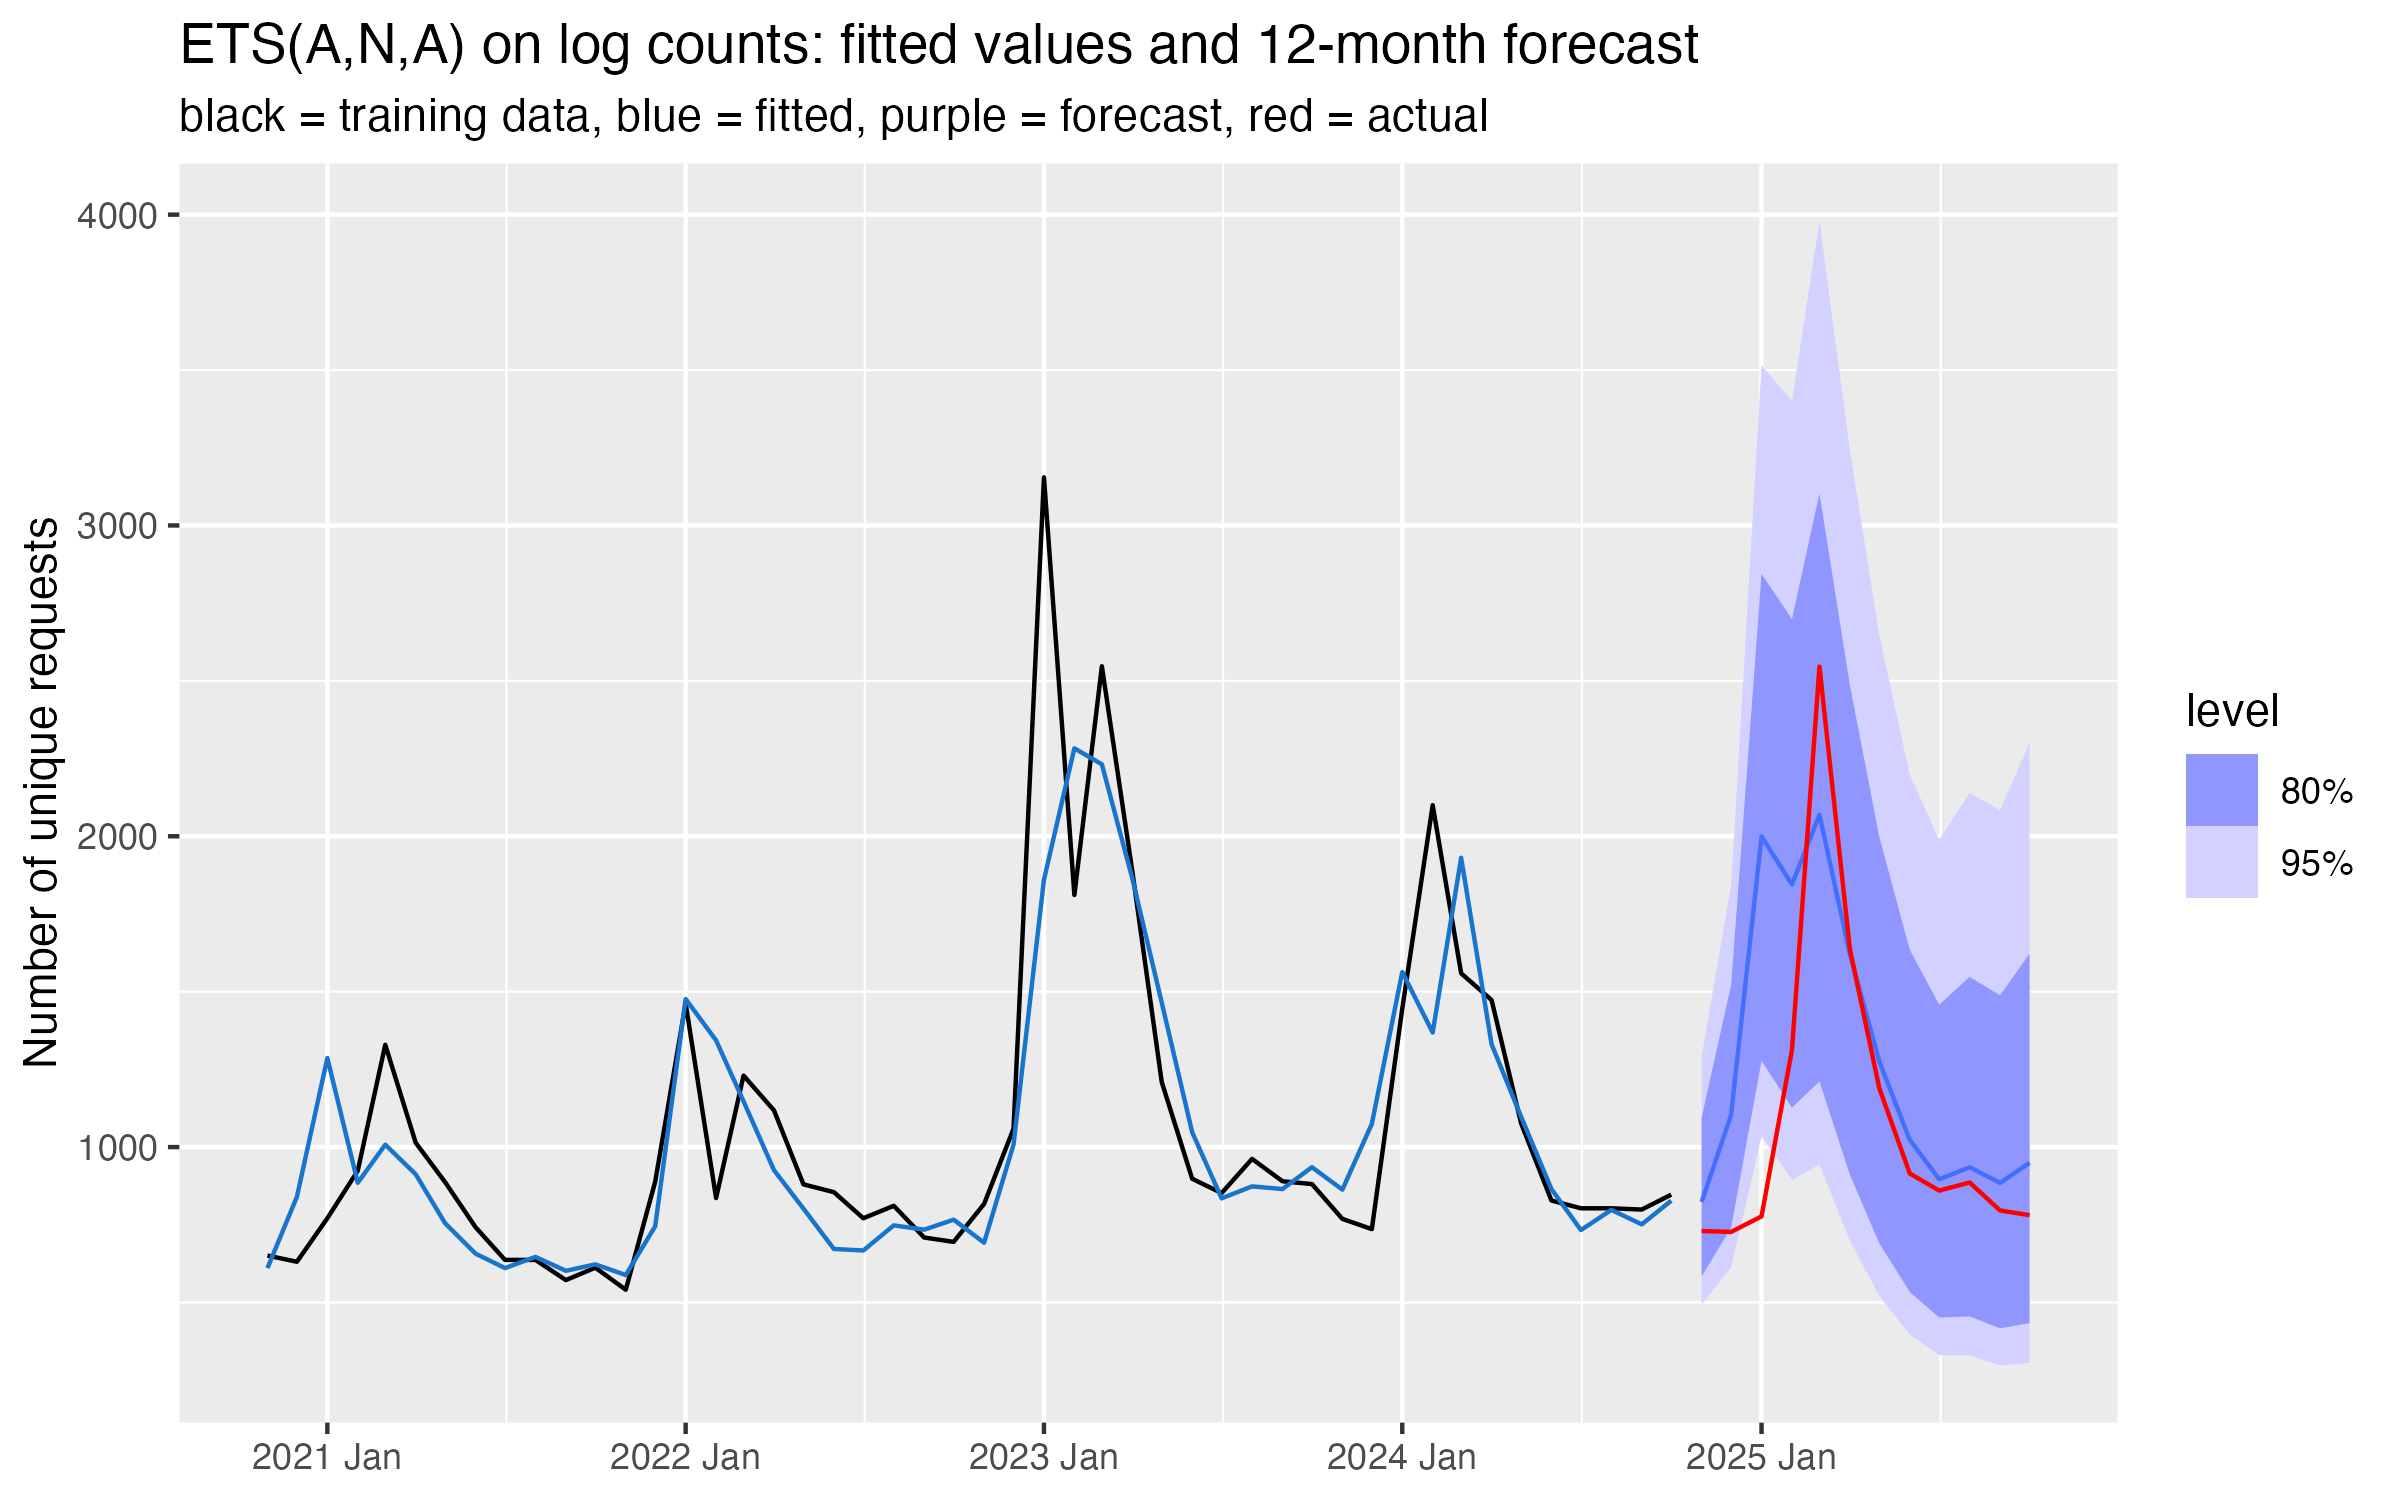 ETS(A,N,A) on log counts: fitted values and 12-month forecast
black = training data, blue = fitted, purple = forecast, red = actual
Number of unique requests
4000
3000
2000
1000
2021 Jan
2022 Jan
2023 Jan
2024 Jan
2025 Jan
level
80%
95%